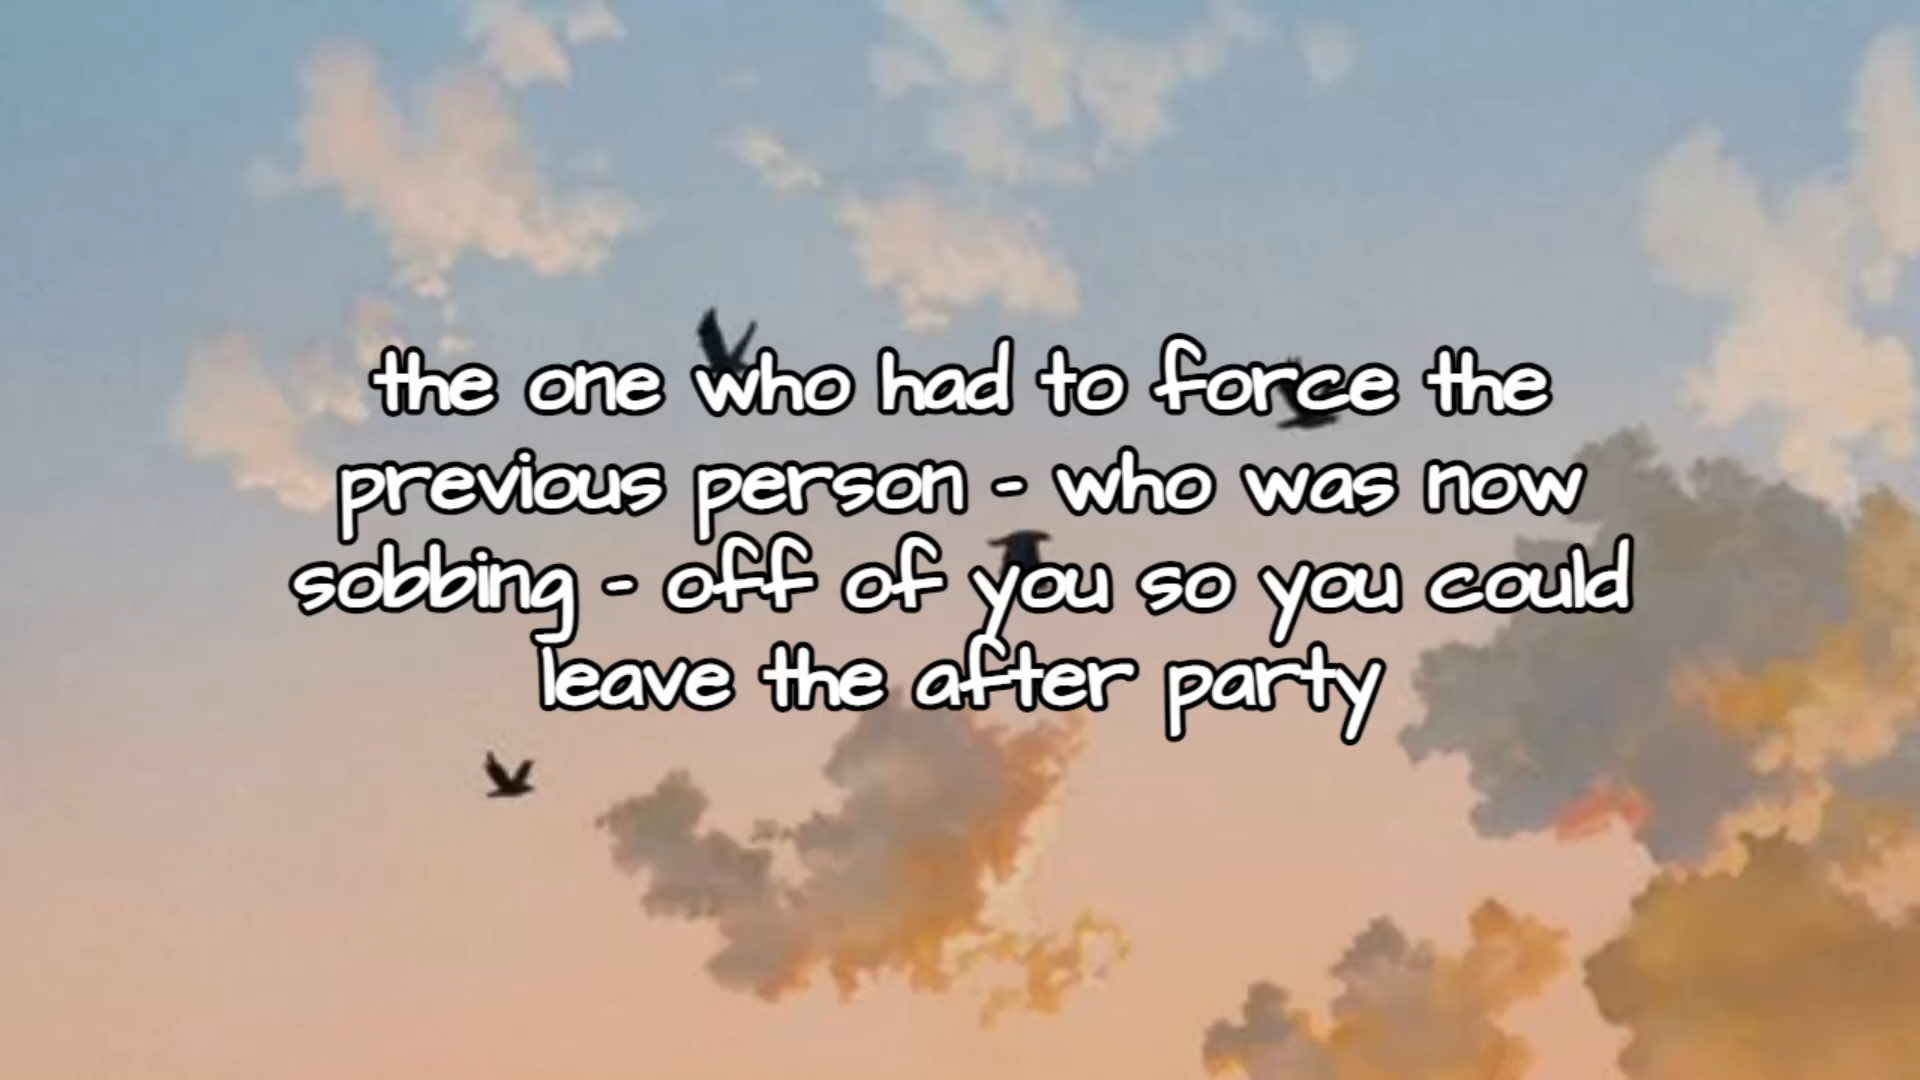 the one who had to force the
previous person - who was now
sobbing - off of you so you could
leave the after party